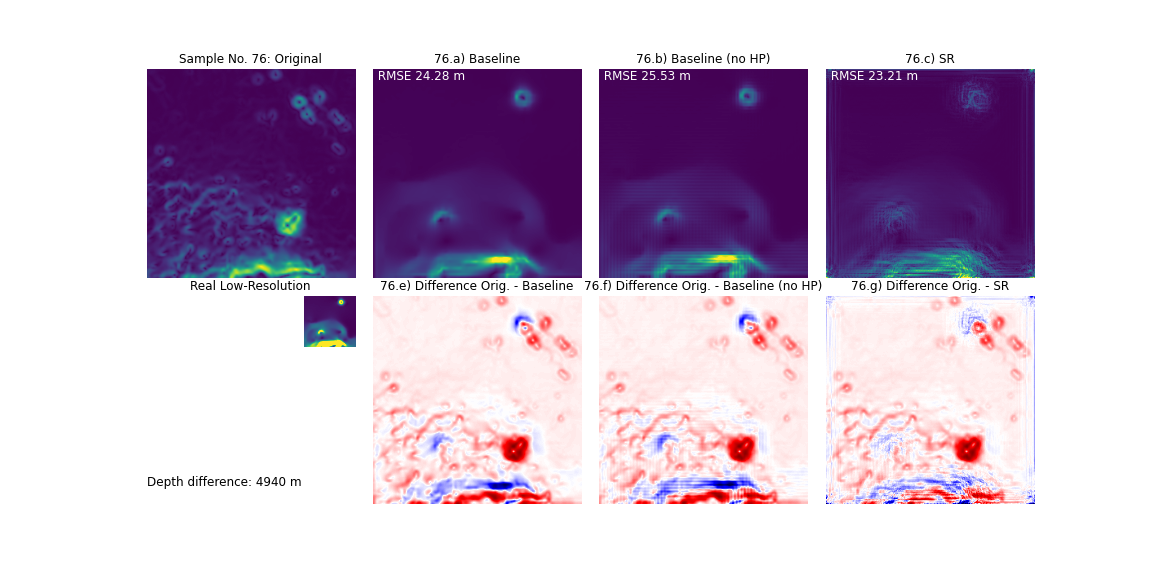 Sample No. 76: Original
76.a) Baseline
76.b) Baseline (no HP)
76.c) SR
RMSE 24.28 m
RMSE 25.53 m
RMSE 23.21 m
Real Low-Resolution
76.e) Difference Orig. - Baseline
76.f) Difference Orig. - Baseline (no HP)
76.g) Difference Orig. - SR
Depth difference: 4940 m